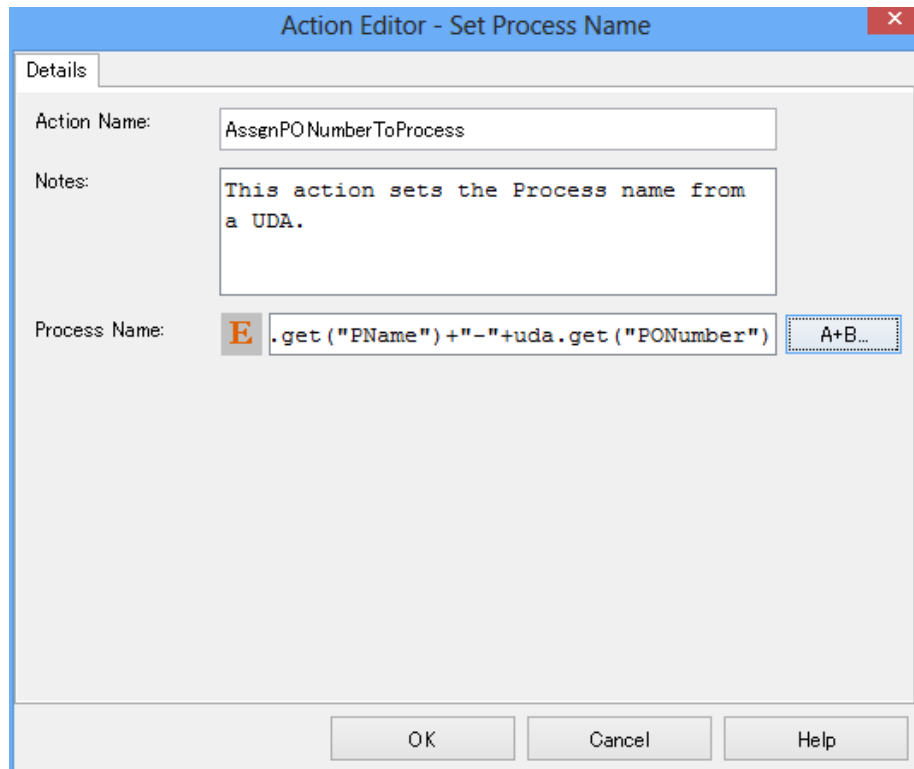 Action Editor - Set Process Name
Details
Action Name:
AssgnPONumberToProcess
Notes:
This action sets the Process name from
a UDA.
Process Name:
E
.get("PName")+"-"+uda.get("PONumber")
A+B...
OK
Cancel
Help